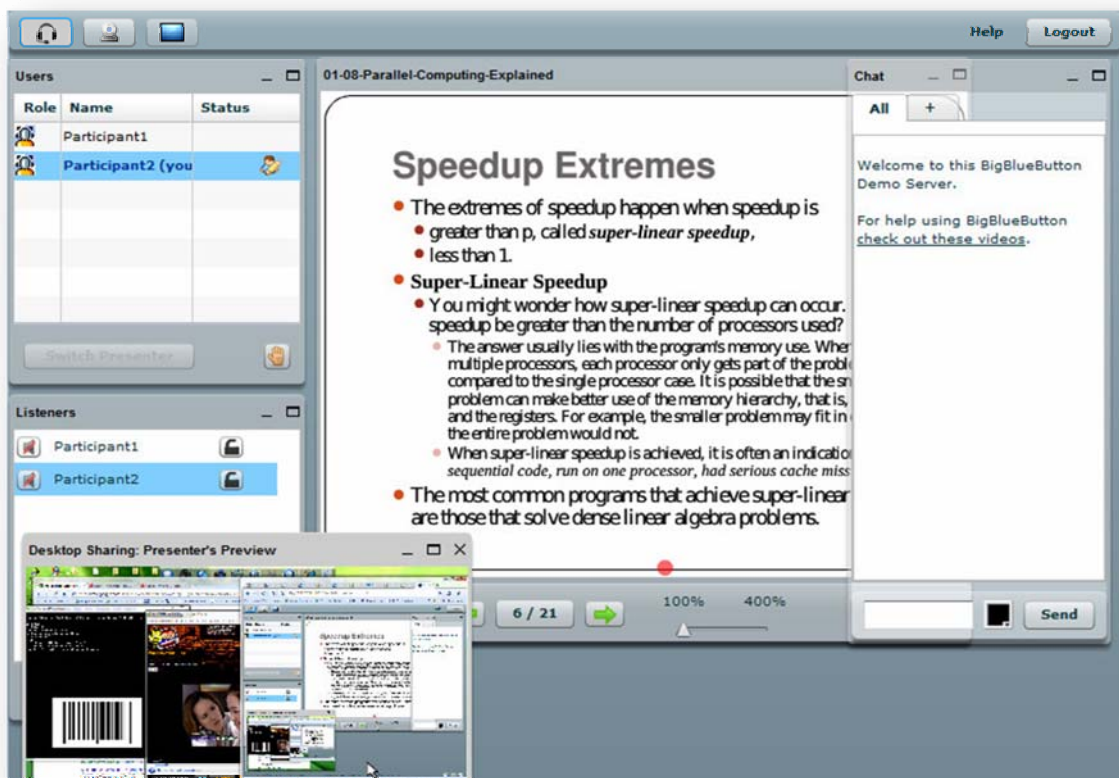 Help
Logout
Users
Role Name Status
Participant1
Participant2 (you
Switch Presenter
Listeners
Participant1
Participant2
01-08-Parallel-Computing-Explained
Speedup Extremes
• The extremes of speedup happen when speedup is
• greater than p, called super-linear speedup,
• less than 1.
• Super-Linear Speedup
• You might wonder how super-linear speedup can occur.
speedup be greater than the number of processors used?
• The answer usually lies with the program's memory use. When
multiple processors, each processor only gets part of the
compared to the single processor case. It is possible that the
problem can make better use of the memory hierarchy, that is,
and the registers. For example, the smaller problem may fit in
the entire problem would not.
• When super-linear speedup is achieved, it is often an
sequential code, run on one processor, had serious cache miss
• The most common programs that achieve super-linear
are those that solve dense linear algebra problems.
6 / 21
100% 400%
Chat
All +
Welcome to this BigBlueButton
Demo Server.
For help using BigBlueButton
check out these videos.
Send
Desktop Sharing: Presenter's Preview
Speedup Extremes